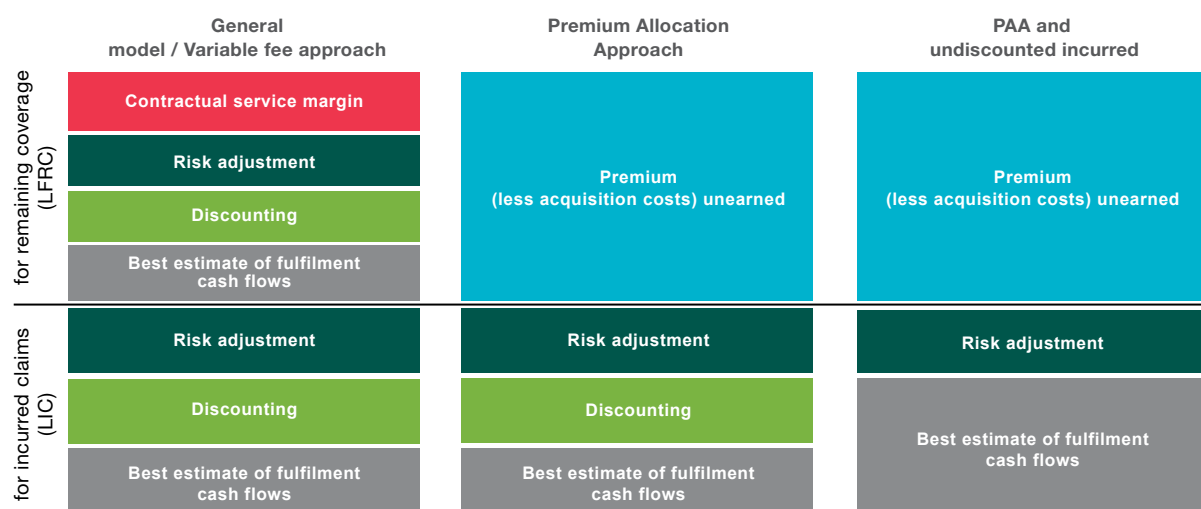 General
model / Variable fee approach
Premium Allocation
Approach
PAA and
undiscounted incurred
for remaining coverage
(LFRC)
Contractual service margin
Risk adjustment
Discounting
Best estimate of fulfilment
cash flows
Premium
(less acquisition costs) unearned
Premium
(less acquisition costs) unearned
for incurred claims
(LIC)
Risk adjustment
Discounting
Best estimate of fulfilment
cash flows
Risk adjustment
Discounting
Best estimate of fulfilment
cash flows
Risk adjustment
Best estimate of fulfilment
cash flows